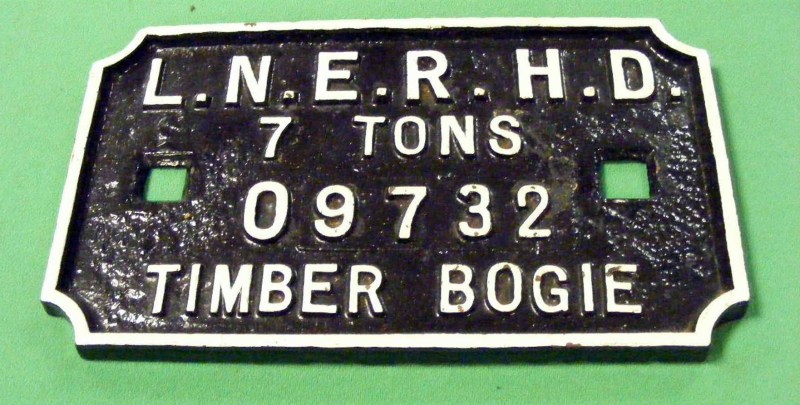 L.N.E.R. H.D.
7 TONS
09732
TIMBER BOGIE